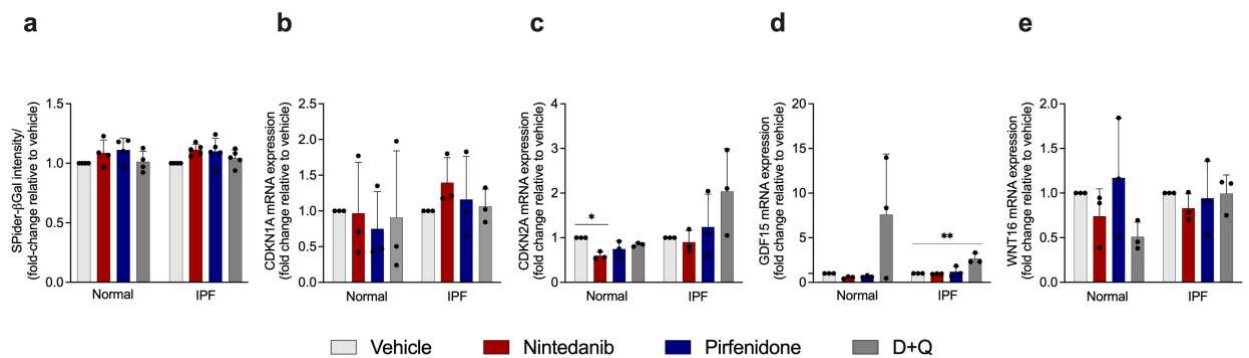 a
SPider-βGal intensity/
(fold-change relative to vehicle)
1.5
1.0
0.5
0.0
Normal
IPF
b
CDKN1A mRNA expression
(fold change relative to vehicle)
2.5
2.0
1.5
1.0
0.5
0.0
Normal
IPF
c
CDKN2A mRNA expression
(fold change relative to vehicle)
4
3
2
1
0
*
Normal
IPF
d
GDF15 mRNA expression
(fold change relative to vehicle)
20
15
10
5
0
**
Normal
IPF
e
WNT16 mRNA expression
(fold change relative to vehicle)
2.0
1.5
1.0
0.5
0.0
Normal
IPF
Vehicle
Nintedanib
Pirfenidone
D+Q